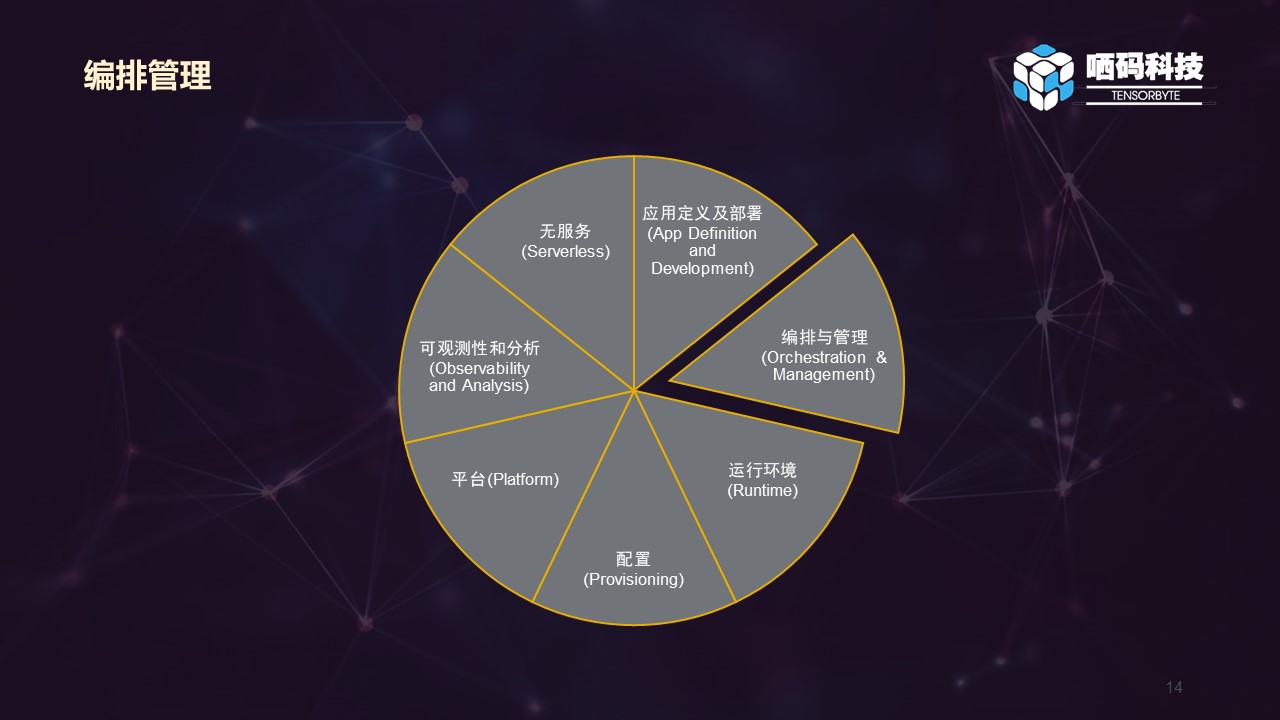 编排管理
哂码科技
TENSORBYTE
无服务
(Serverless)
应用定义及部署
(App Definition
and
Development)
编排与管理
(Orchestration &
Management)
可观测性和分析
(Observability
and Analysis)
运行环境
(Runtime)
平台(Platform)
配置
(Provisioning)
14